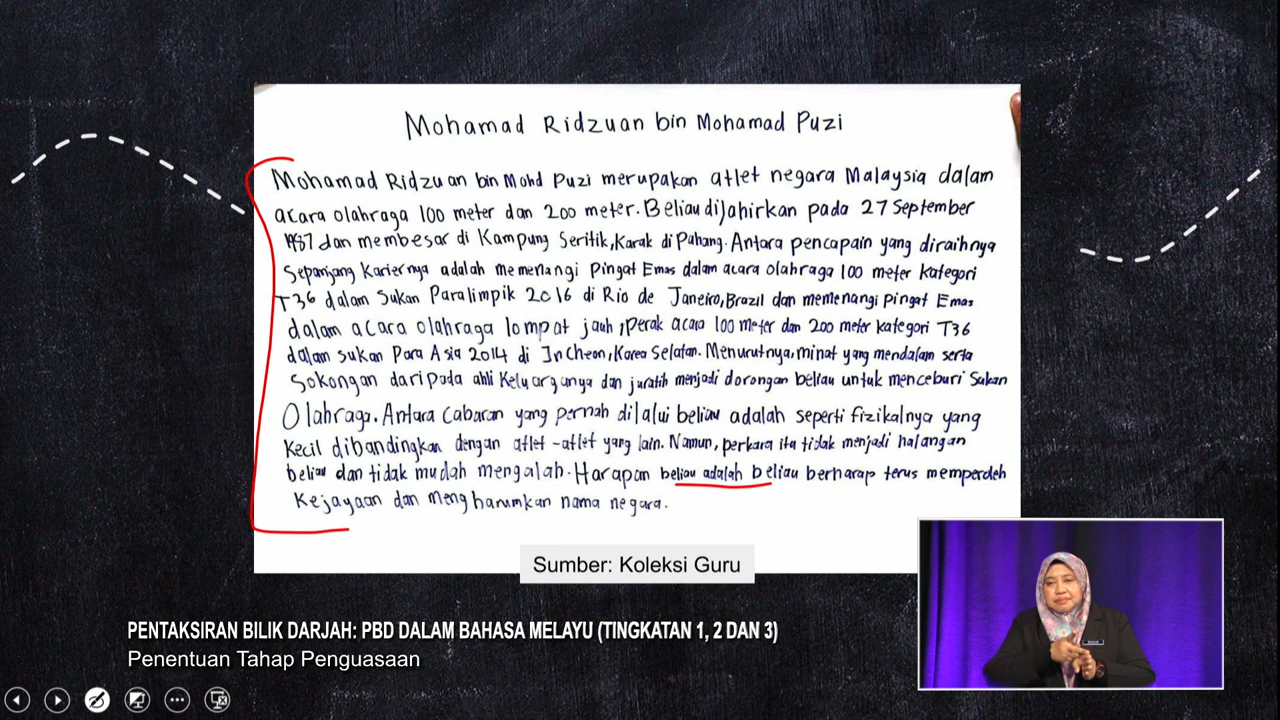 Mohamad Ridzuan bin Mohamad Puzi
Mohamad Ridzuan bin Mohd Puzi merupakan atlet negara Malaysia dalam
acara olahraga 100 meter dan 200 meter. Beliau dilahirkan pada 27 September
1987 dan membesar di Kampung Seritik, Karak di Pahang. Antara pencapain yang diraihnya
Sepanjang Kariernya adalah memenangi Pingat Emas dalam acara olahraga 100 meter kategori
T36 dalam Sukan Paralimpik 2016 di Rio de Janeiro, Brazil dan memenangi Pingat Emas
dalam acara olahraga lompat jauh, perak acara 100 meter dan 200 meter kategori T36
dalam sukan Para Asia 2014 di Incheon, Korea Selatan. Menurutnya, minat yang mendalam serta
Sokongan daripada ahli Keluarganya dan juratih menjadi dorongan beliau untuk menceburi Sukan
Olahraga. Antara cabaran yang pernah dilalui beliau adalah seperti fizikalnya yang
Kecil dibandingkan dengan atlet-atlet yang lain. Namun, perkara ita tidak menjadi halangan
beliau dan tidak mudah mengalah. Harapan beliau adalah beliau berharap terus memperdeh
Kejayaan dan mengharumkan nama negara.
Sumber: Koleksi Guru
PENTAKSIRAN BILIK DARJAH: PBD DALAM BAHASA MELAYU (TINGKATAN 1, 2 DAN 3)
Penentuan Tahap Penguasaan